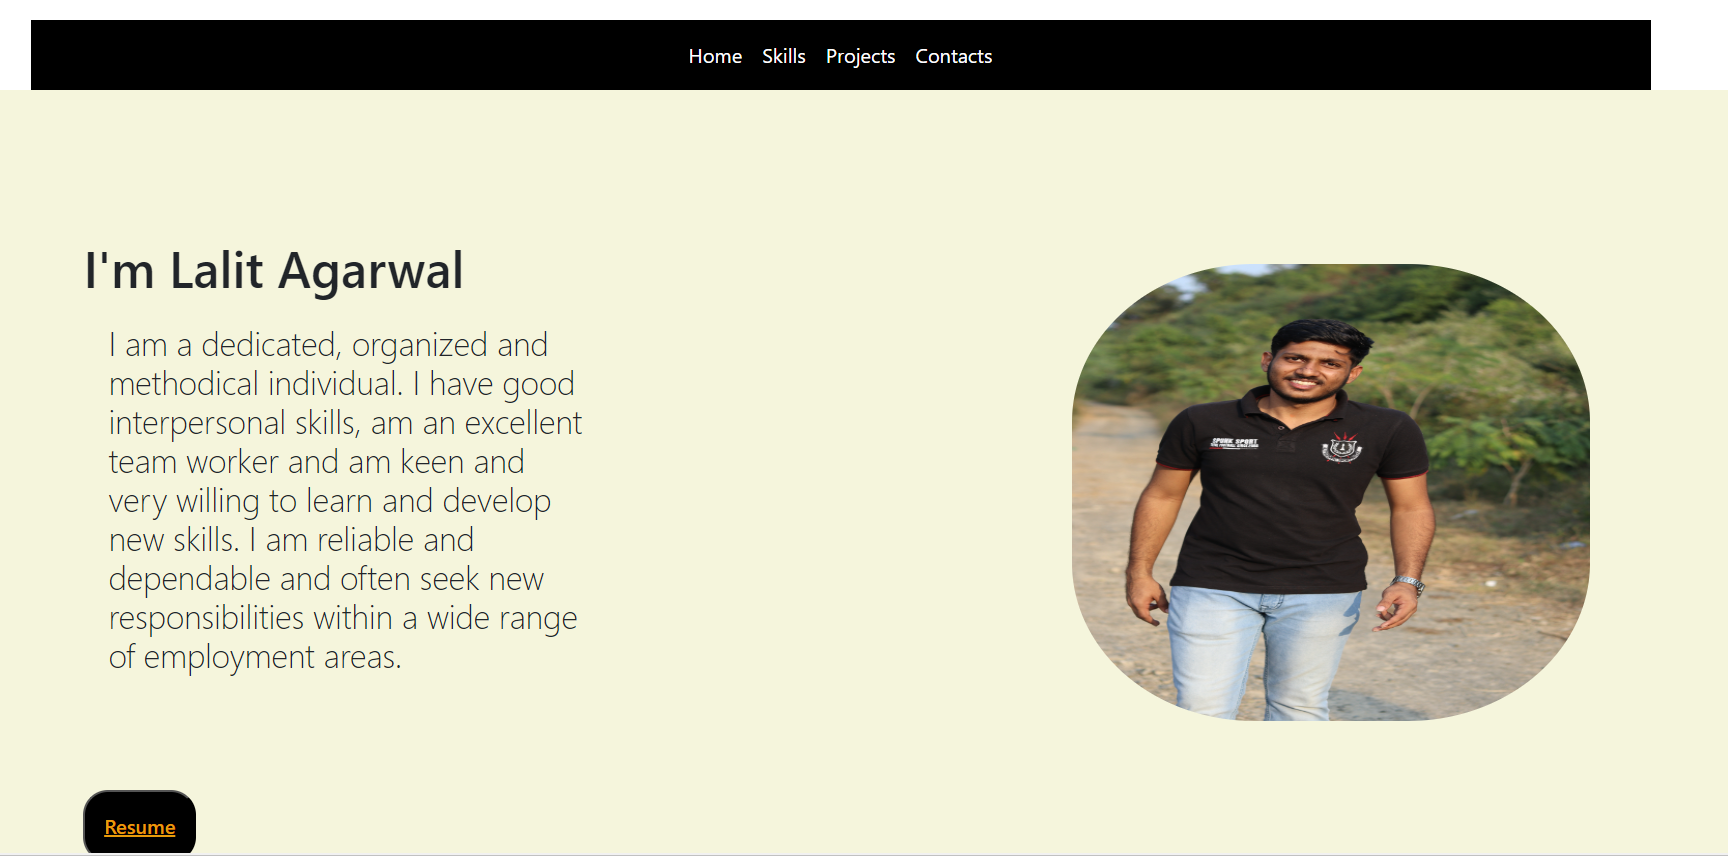 Home Skills Projects Contacts
I'm Lalit Agarwal
I am a dedicated, organized and
methodical individual. I have good
interpersonal skills, am an excellent
team worker and am keen and
very willing to learn and develop
new skills. I am reliable and
dependable and often seek new
responsibilities within a wide range
of employment areas.
SPUNK SPORT
Resume